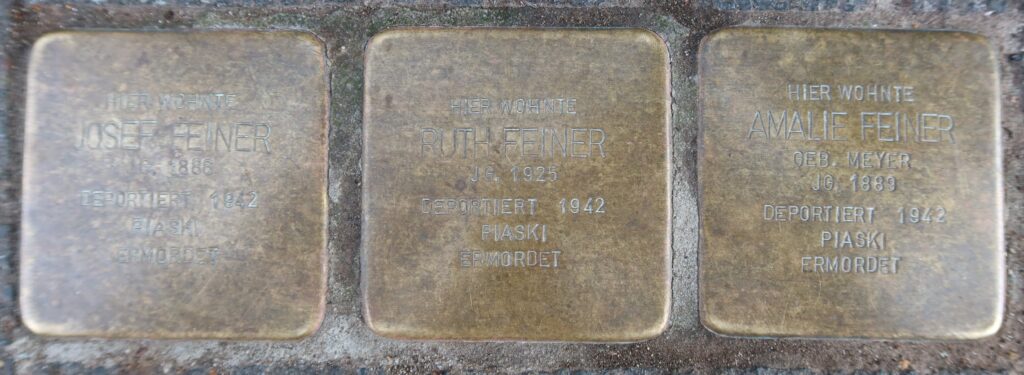 HIER WOHNTE
JOSEF FEINER
JG. 1886
DEPORTIERT 1942
PIASKI
ERMORDET
HIER WOHNTE
RUTH FEINER
JG. 1925
DEPORTIERT 1942
PIASKI
ERMORDET
HIER WOHNTE
AMALIE FEINER
GEB. MEYER
JG. 1889
DEPORTIERT 1942
PIASKI
ERMORDET